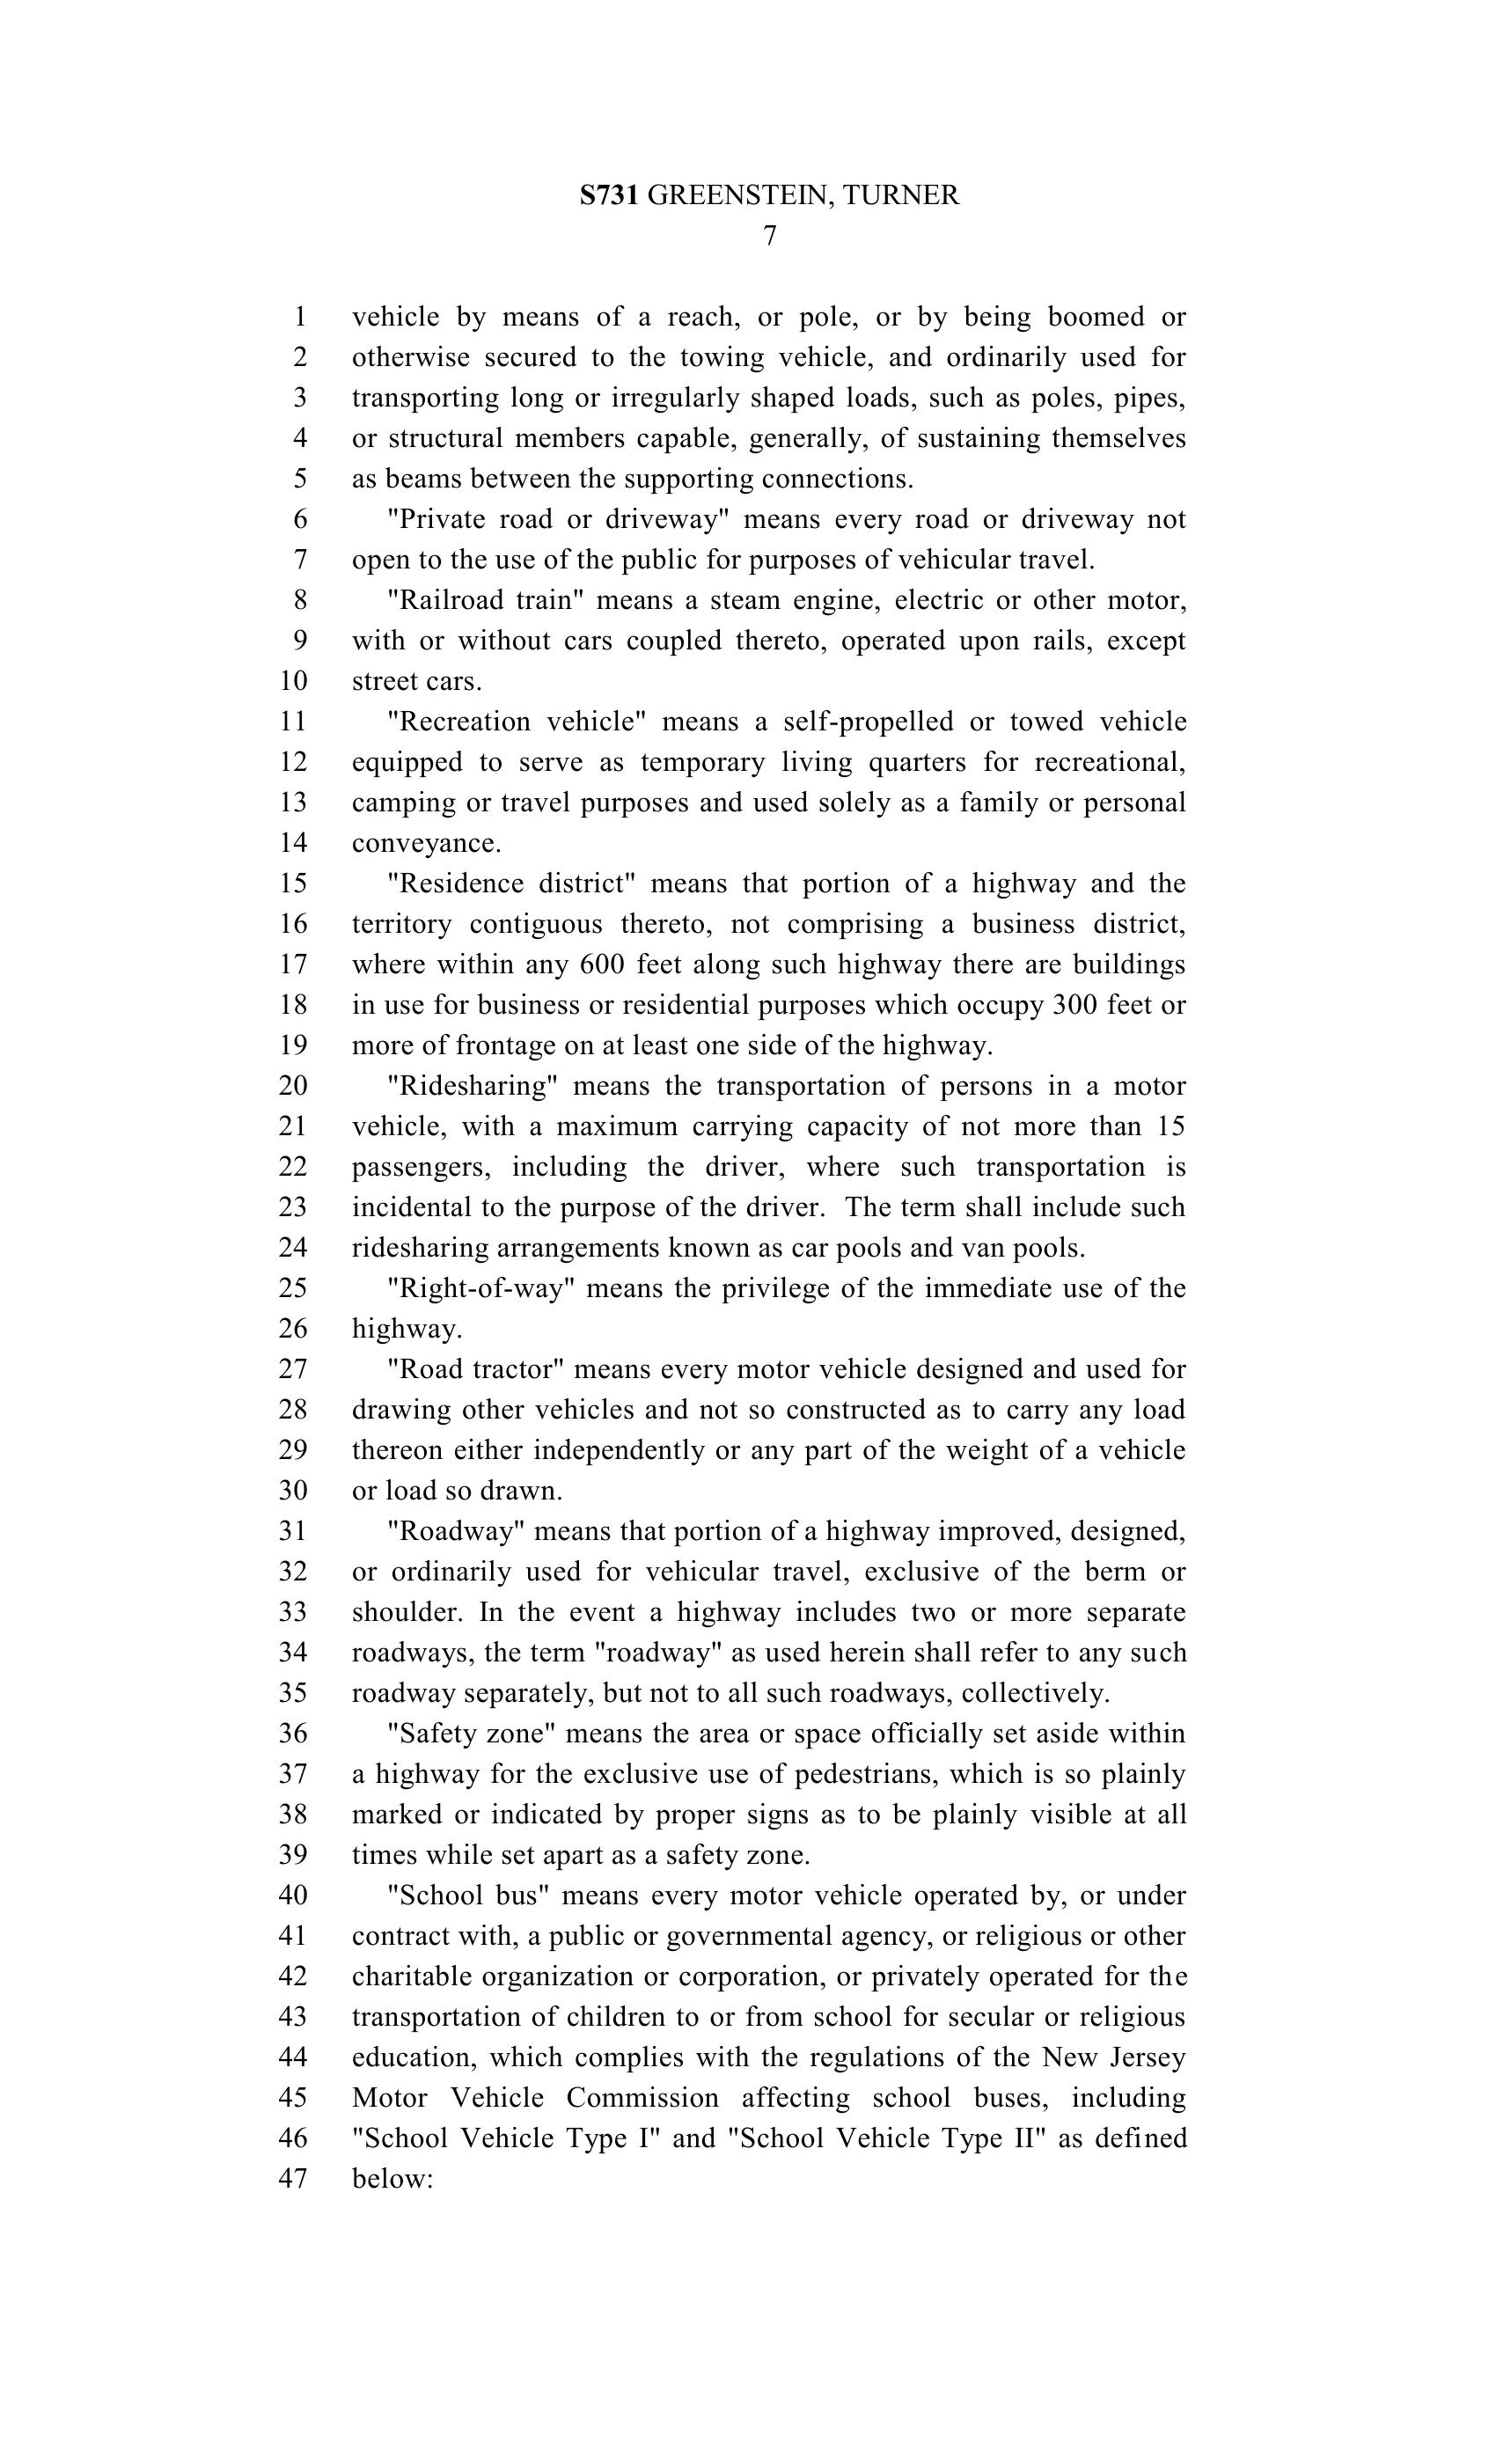 S731 GREENSTEIN, TURNER
7
1 vehicle by means of a reach, or pole, or by being boomed or
2 otherwise secured to the towing vehicle, and ordinarily used for
3 transporting long or irregularly shaped loads, such as poles, pipes,
4 or structural members capable, generally, of sustaining themselves
5 as beams between the supporting connections.
6 "Private road or driveway" means every road or driveway not
7 open to the use of the public for purposes of vehicular travel.
8 "Railroad train" means a steam engine, electric or other motor,
9 with or without cars coupled thereto, operated upon rails, except
10 street cars.
11 "Recreation vehicle" means a self-propelled or towed vehicle
12 equipped to serve as temporary living quarters for recreational,
13 camping or travel purposes and used solely as a family or personal
14 conveyance.
15 "Residence district" means that portion of a highway and the
16 territory contiguous thereto, not comprising a business district,
17 where within any 600 feet along such highway there are buildings
18 in use for business or residential purposes which occupy 300 feet or
19 more of frontage on at least one side of the highway.
20 "Ridesharing" means the transportation of persons in a motor
21 vehicle, with a maximum carrying capacity of not more than 15
22 passengers, including the driver, where such transportation is
23 incidental to the purpose of the driver.  The term shall include such
24 ridesharing arrangements known as car pools and van pools.
25 "Right-of-way" means the privilege of the immediate use of the
26 highway.
27 "Road tractor" means every motor vehicle designed and used for
28 drawing other vehicles and not so constructed as to carry any load
29 thereon either independently or any part of the weight of a vehicle
30 or load so drawn.
31 "Roadway" means that portion of a highway improved, designed,
32 or ordinarily used for vehicular travel, exclusive of the berm or
33 shoulder. In the event a highway includes two or more separate
34 roadways, the term "roadway" as used herein shall refer to any such
35 roadway separately, but not to all such roadways, collectively.
36 "Safety zone" means the area or space officially set aside within
37 a highway for the exclusive use of pedestrians, which is so plainly
38 marked or indicated by proper signs as to be plainly visible at all
39 times while set apart as a safety zone.
40 "School bus" means every motor vehicle operated by, or under
41 contract with, a public or governmental agency, or religious or other
42 charitable organization or corporation, or privately operated for the
43 transportation of children to or from school for secular or religious
44 education, which complies with the regulations of the New Jersey
45 Motor Vehicle Commission affecting school buses, including
46 "School Vehicle Type I" and "School Vehicle Type II" as defined
47 below: